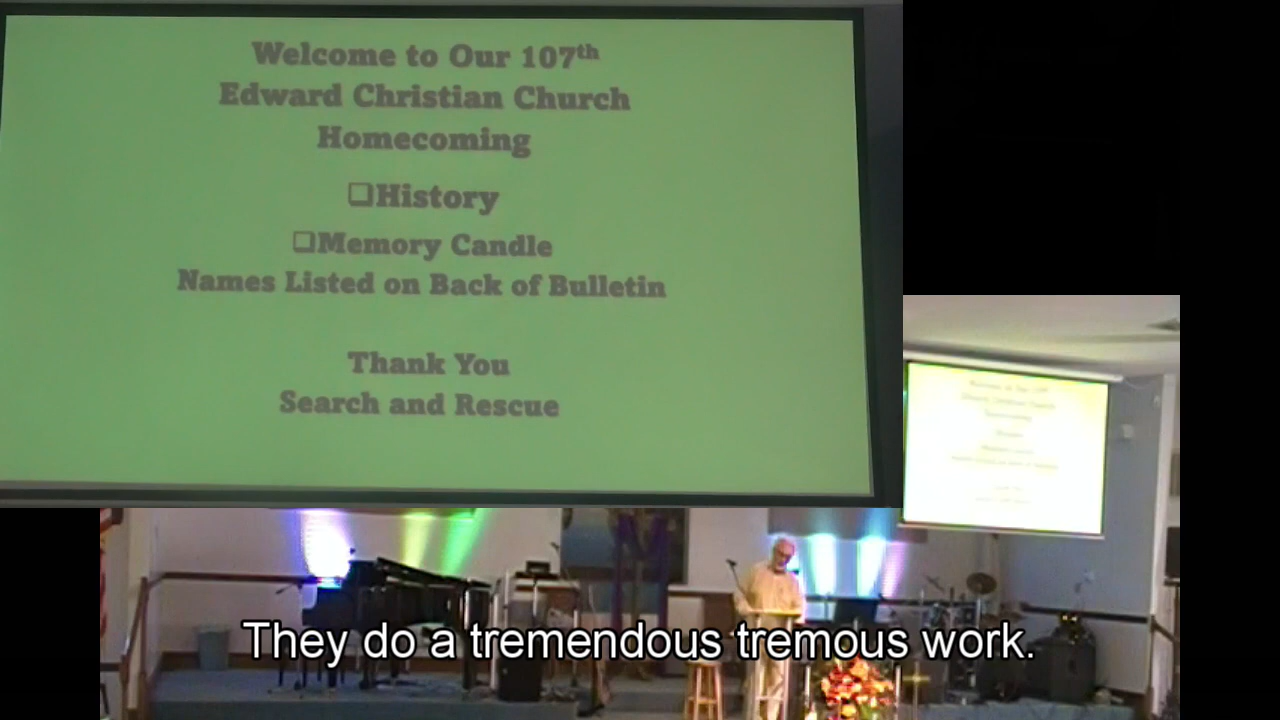 Welcome to Our 107th
Edward Christian Church
Homecoming
❑History
❑Memory Candle
Names Listed on Back of Bulletin
Thank You
Search and Rescue
They do a tremendous tremous work.